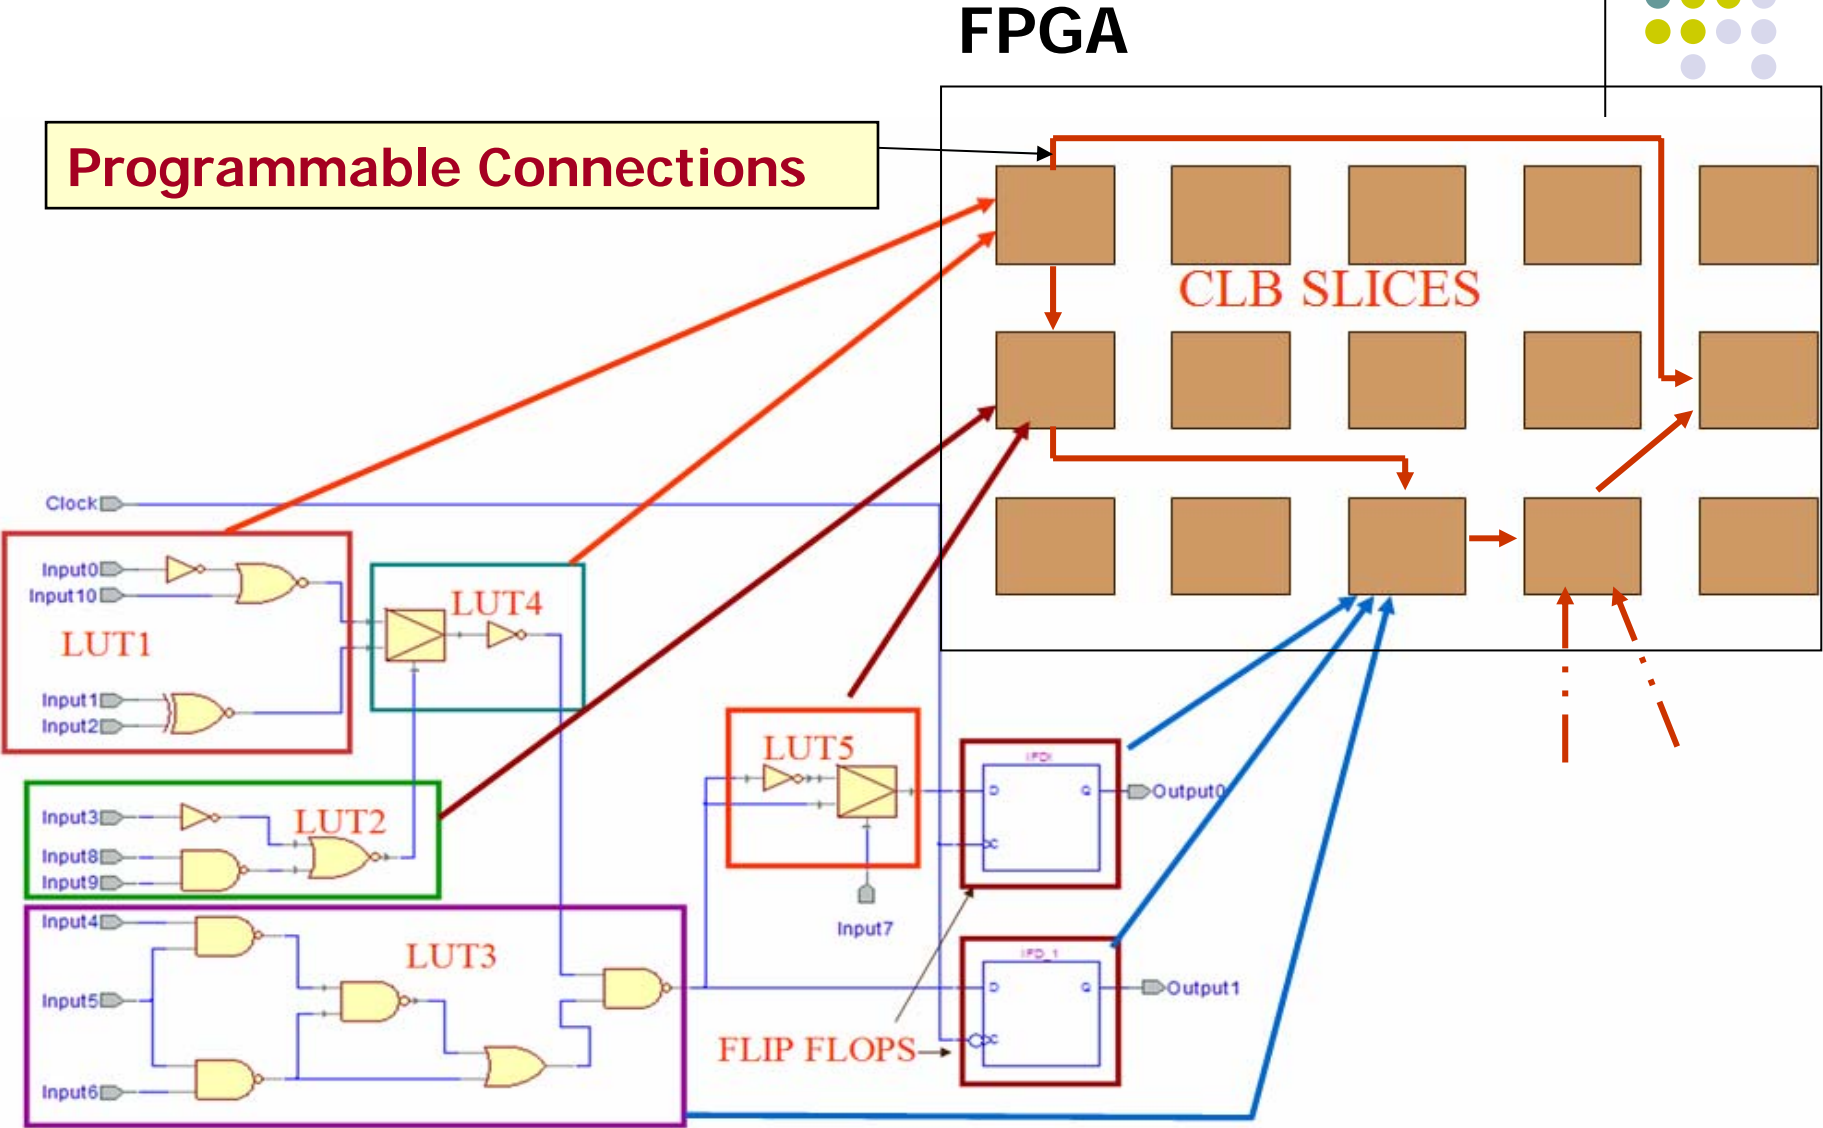 FPGA
Programmable Connections
CLB SLICES
Clock
Input0
Input10
LUT1
Input1
Input2
LUT4
Input3
Input8
Input9
LUT2
Input4
Input5
Input6
LUT3
LUT5
Input7
D
Q
C
Output0
IFD_1
D
Q
C
Output1
FLIP FLOPS